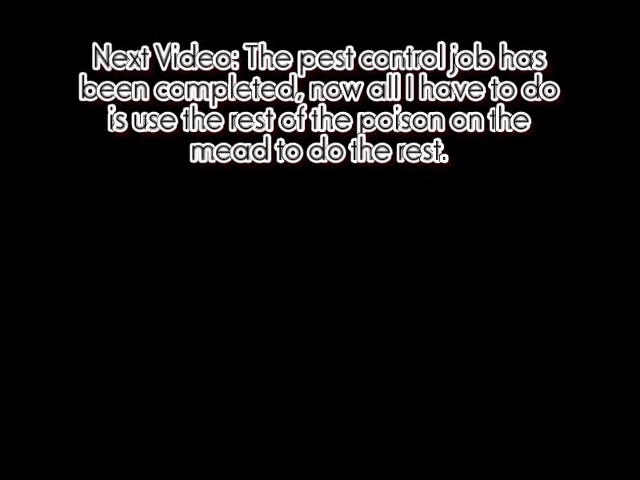 Next Video: The pest control job has
been completed, now all I have to do
is use the rest of the poison on the
mead to do the rest.